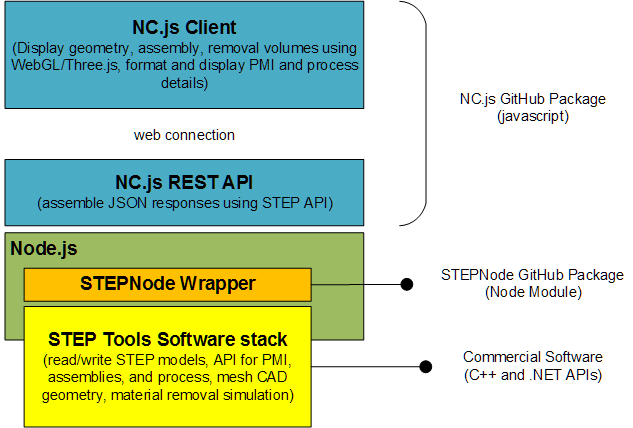 NC.js Client
(Display geometry, assembly, removal volumes using
WebGL/Three.js, format and display PMI and process
details)
NC.js GitHub Package
(javascript)
web connection
NC.js REST API
(assemble JSON responses using STEP API)
Node.js
STEPNode Wrapper
STEPNode GitHub Package
(Node Module)
STEP Tools Software stack
(read/write STEP models, API for PMI,
assemblies, and process, mesh CAD
geometry, material removal simulation)
Commercial Software
(C++ and .NET APIs)